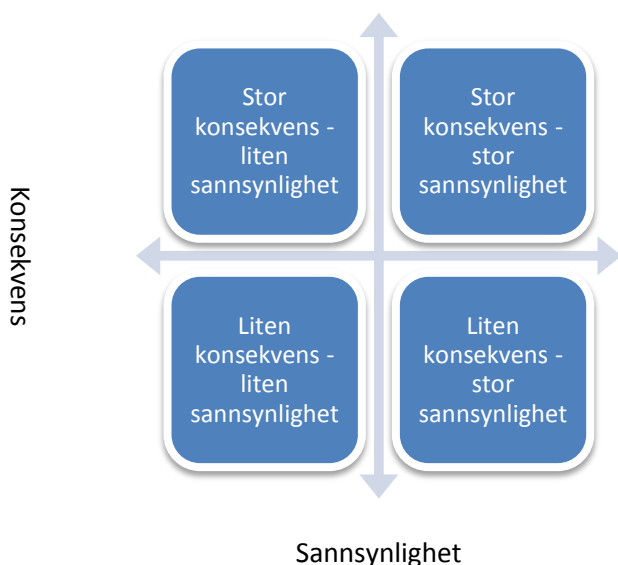 Stor
konsekvens -
liten
sannsynlighet
Stor
konsekvens -
stor
sannsynlighet
Konsekvens
Liten
konsekvens -
liten
sannsynlighet
Liten
konsekvens -
stor
sannsynlighet
Sannsynlighet